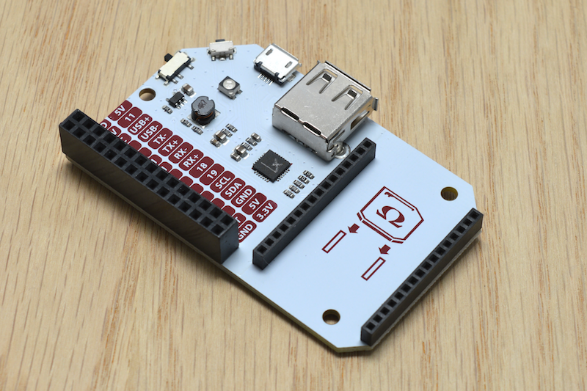 5V
11
USB+
USB-
TX-
TX+
RX-
RX+
18
19
SCL
SDA
GND
5V
3.3V
GND
Ω